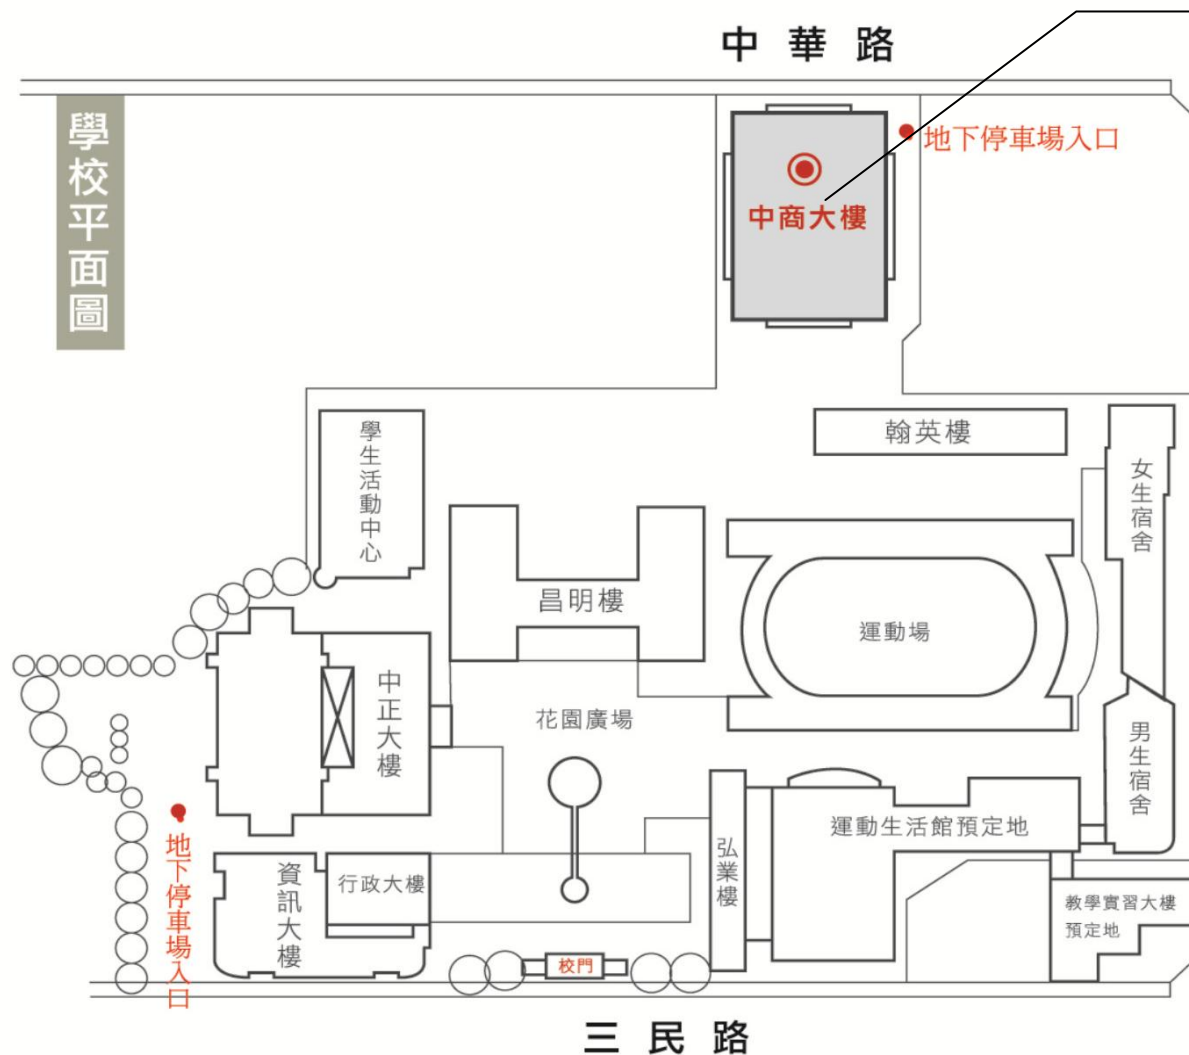 中華路
學校平面圖
地下停車場入口
中商大樓
翰英樓
學生活動中心
女生宿舍
昌明樓
運動場
中正大樓
花園廣場
男生宿舍
運動生活館預定地
地下停車場入口
弘業樓
資訊大樓
行政大樓
教學實習大樓
預定地
校門
三民路